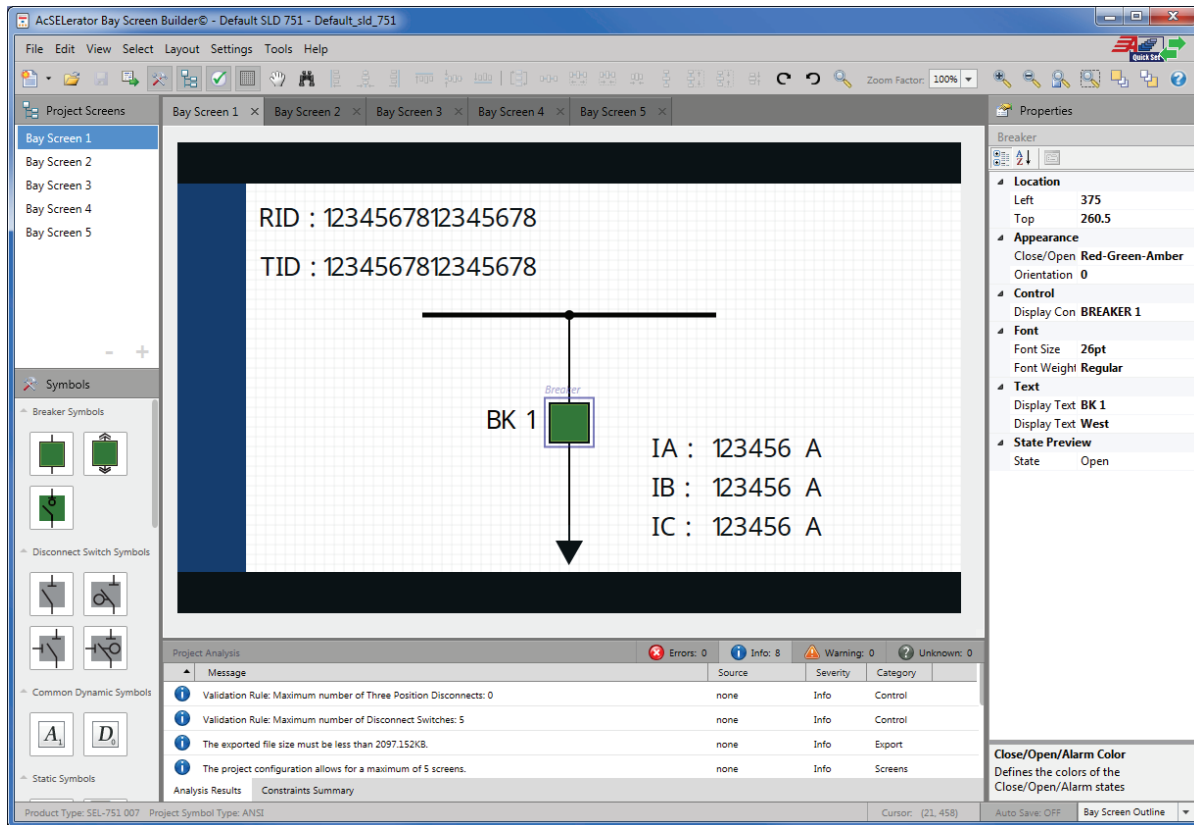 AcSELerator Bay Screen Builder© - Default SLD 751 - Default_sld_751
File Edit View Select Layout Settings Tools Help
Quick Set
Zoom Factor: 100%
Project Screens
Bay Screen 1
Bay Screen 2
Bay Screen 3
Bay Screen 4
Bay Screen 5
Symbols
Breaker Symbols
Disconnect Switch Symbols
Common Dynamic Symbols
A1 D0
Static Symbols
Bay Screen 1 × Bay Screen 2 × Bay Screen 3 × Bay Screen 4 × Bay Screen 5 ×
RID : 1234567812345678
TID : 1234567812345678
Breaker
BK 1
IA : 123456 A
IB : 123456 A
IC : 123456 A
Project Analysis Errors: 0 Info: 8 Warning: 0 Unknown: 0
Message Source Severity Category
Validation Rule: Maximum number of Three Position Disconnects: 0 none Info Control
Validation Rule: Maximum number of Disconnect Switches: 5 none Info Control
The exported file size must be less than 2097.152KB. none Info Export
The project configuration allows for a maximum of 5 screens. none Info Screens
Analysis Results Constraints Summary
Properties
Breaker
Location
Left 375
Top 260.5
Appearance
Close/Open Red-Green-Amber
Orientation 0
Control
Display Con BREAKER 1
Font
Font Size 26pt
Font Weight Regular
Text
Display Text BK 1
Display Text West
State Preview
State Open
Close/Open/Alarm Color
Defines the colors of the
Close/Open/Alarm states
Product Type: SEL-751 007 Project Symbol Type: ANSI Cursor: (21, 458) Auto Save: OFF Bay Screen Outline